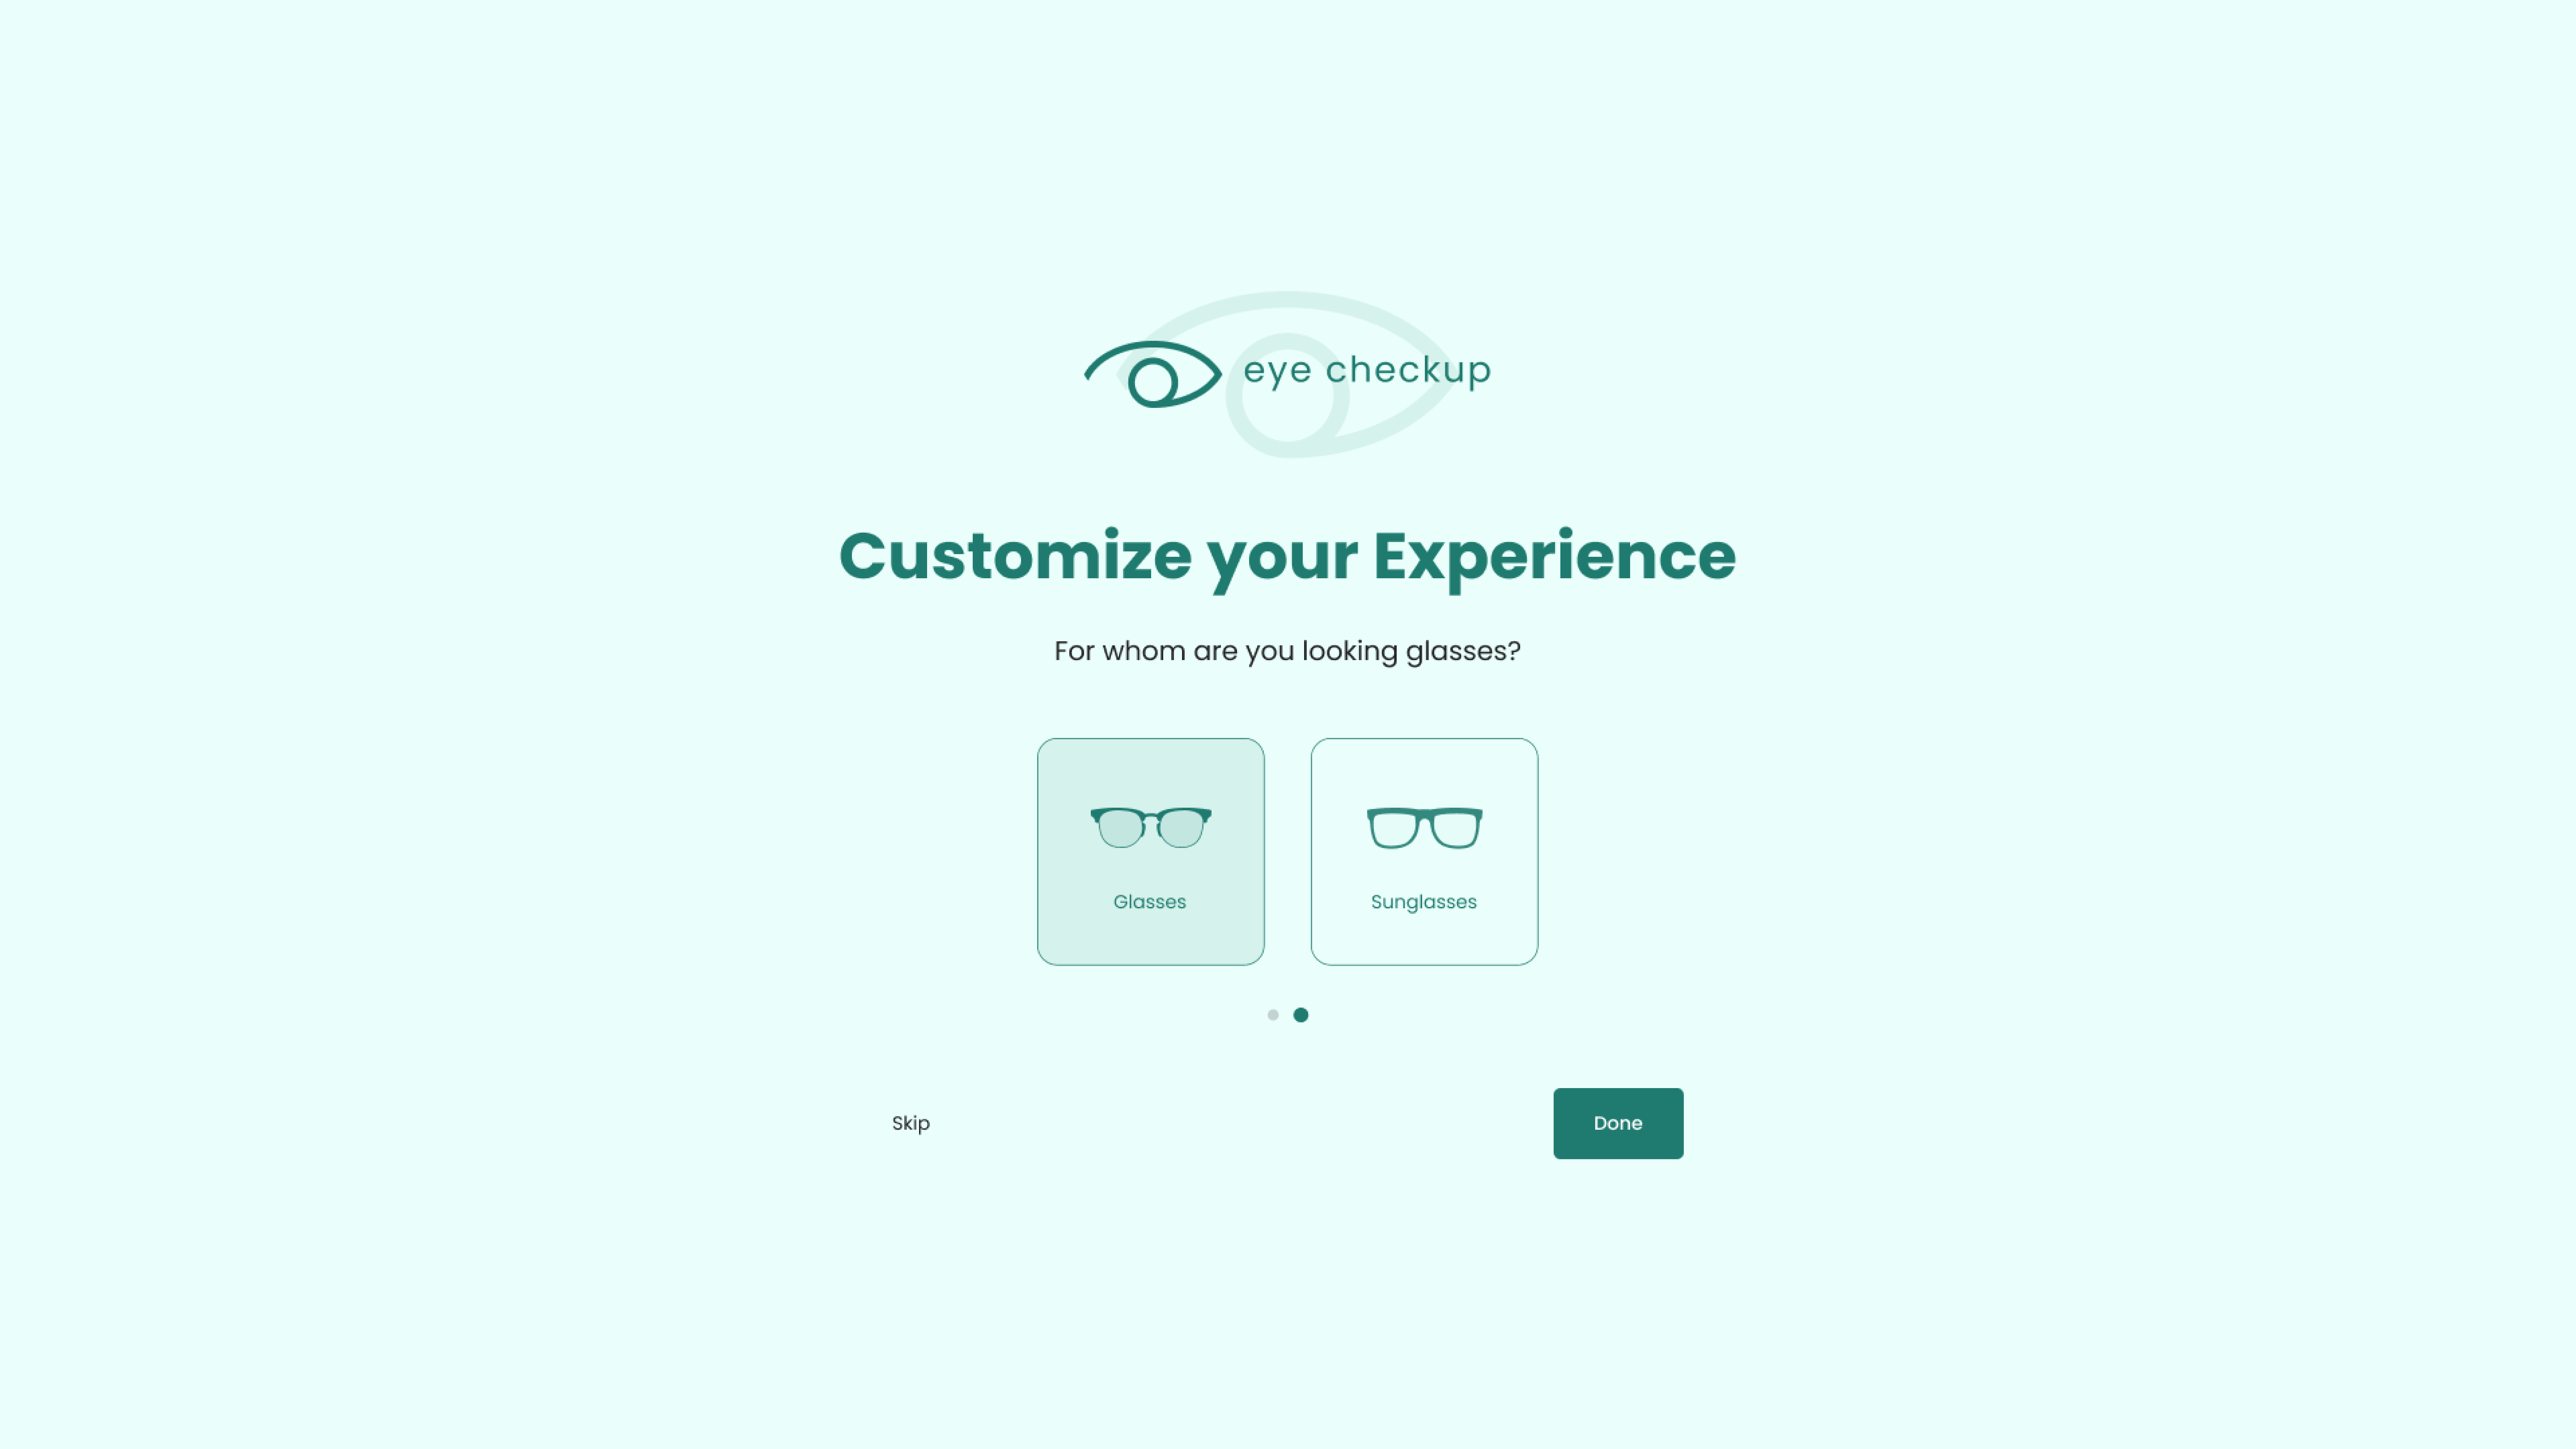 eye checkup
Customize your Experience
For whom are you looking glasses?
Glasses
Sunglasses
Skip
Done